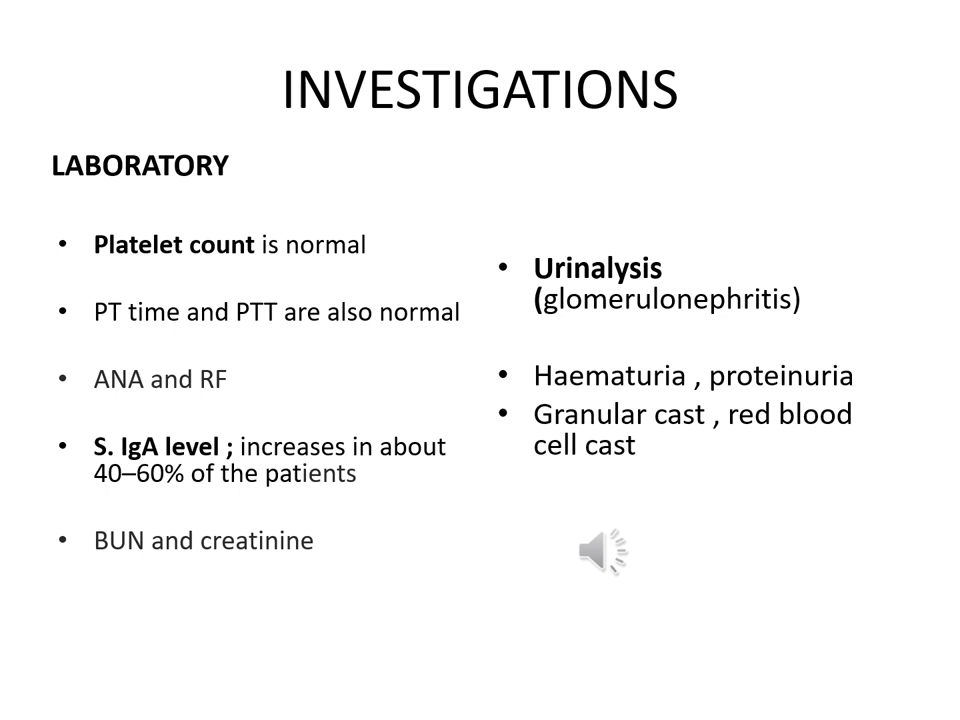 INVESTIGATIONS
LABORATORY
• Platelet count is normal
• PT time and PTT are also normal
• ANA and RF
• S. IgA level ; increases in about
40–60% of the patients
• BUN and creatinine
• Urinalysis
(glomerulonephritis)
• Haematuria , proteinuria
• Granular cast , red blood
cell cast